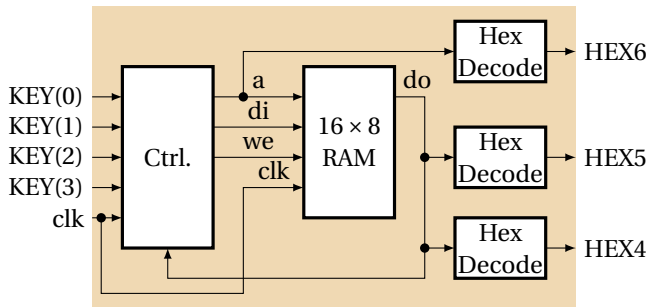 Hex
Decode
HEX6
a
do
KEY(0)
di
KEY(1)
16 × 8
RAM
we
KEY(2)
Ctrl.
Hex
Decode
HEX5
clk
KEY(3)
clk
Hex
Decode
HEX4